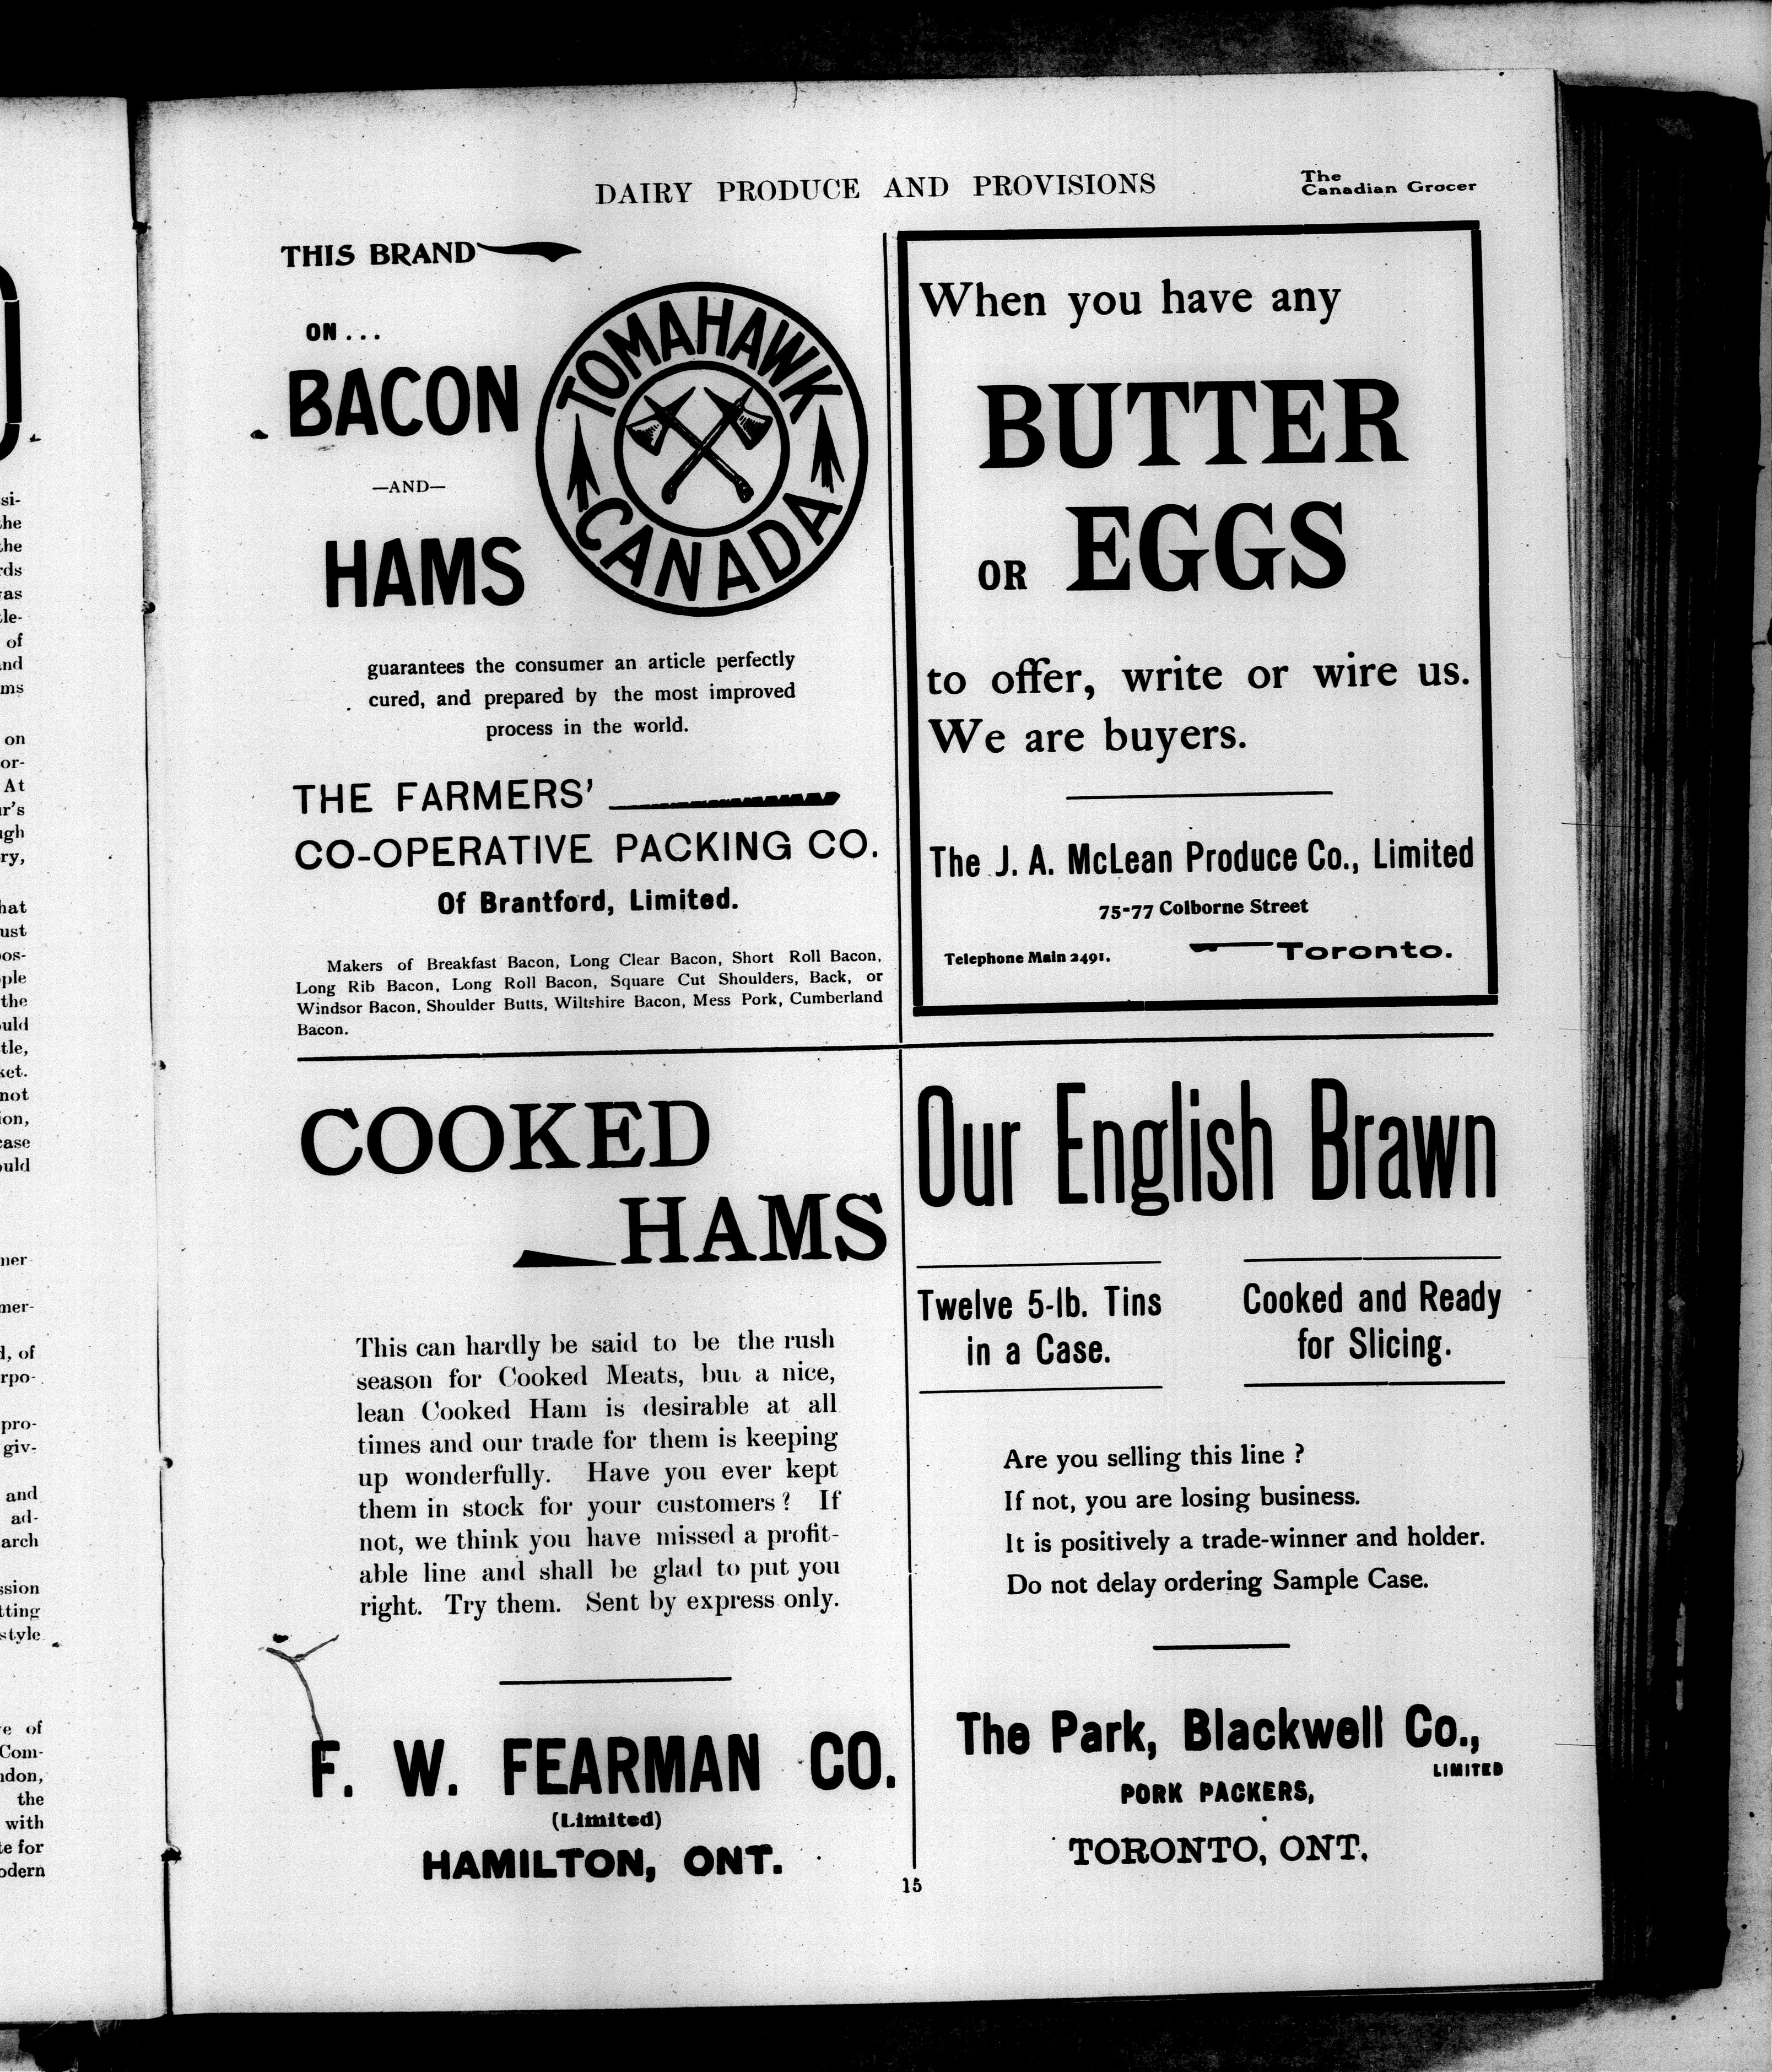 DAIRY PRODUCE AND PROVISIONS
The
Canadian Grocer
THIS BRAND
ON...
BACON
—AND—
HAMS
TOMAHAWK
CANADA
guarantees the consumer an article perfectly
cured, and prepared by the most improved
process in the world.
THE FARMERS'
CO-OPERATIVE PACKING CO.
Of Brantford, Limited.
Makers of Breakfast Bacon, Long Clear Bacon, Short Roll Bacon,
Long Rib Bacon, Long Roll Bacon, Square Cut Shoulders, Back, or
Windsor Bacon, Shoulder Butts, Wiltshire Bacon, Mess Pork, Cumberland
Bacon.
When you have any
BUTTER
OR EGGS
to offer, write or wire us.
We are buyers.
The J. A. McLean Produce Co., Limited
75-77 Colborne Street
Telephone Main 2491.
Toronto.
COOKED
HAMS
This can hardly be said to be the rush
season for Cooked Meats, but a nice,
lean Cooked Ham is desirable at all
times and our trade for them is keeping
up wonderfully. Have you ever kept
them in stock for your customers? If
not, we think you have missed a profit-
able line and shall be glad to put you
right. Try them. Sent by express only.
F. W. FEARMAN CO.
(Limited)
HAMILTON, ONT.
Our English Brawn
Twelve 5-lb. Tins
in a Case.
Cooked and Ready
for Slicing.
Are you selling this line ?
If not, you are losing business.
It is positively a trade-winner and holder.
Do not delay ordering Sample Case.
The Park, Blackwell Co.,
LIMITED
PORK PACKERS,
TORONTO, ONT.
15